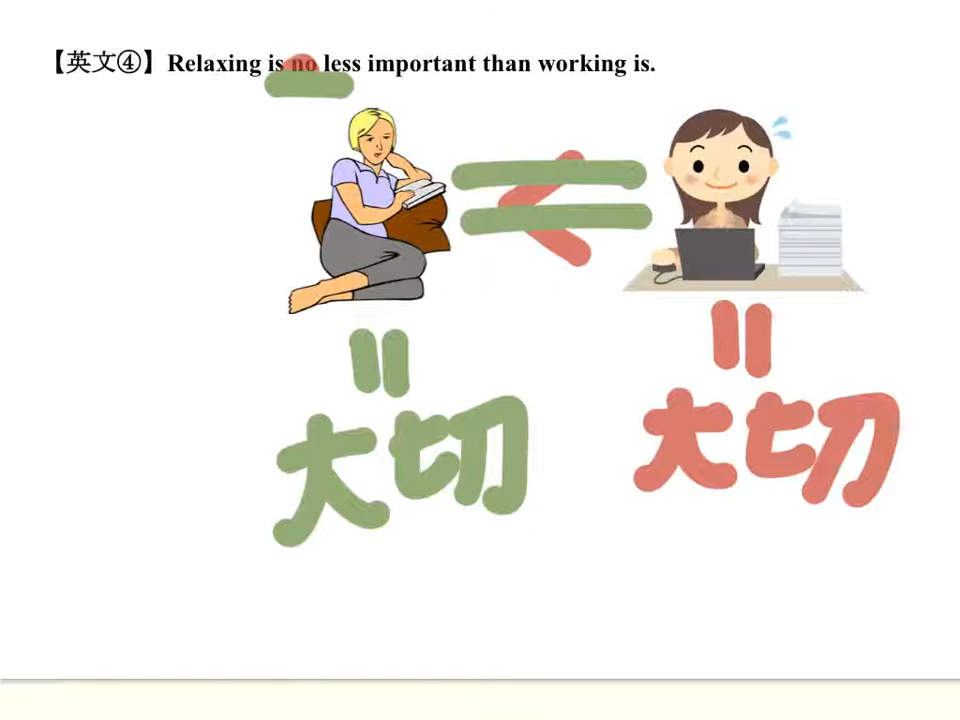 【英文④】Relaxing is no less important than working is.
大切 大切